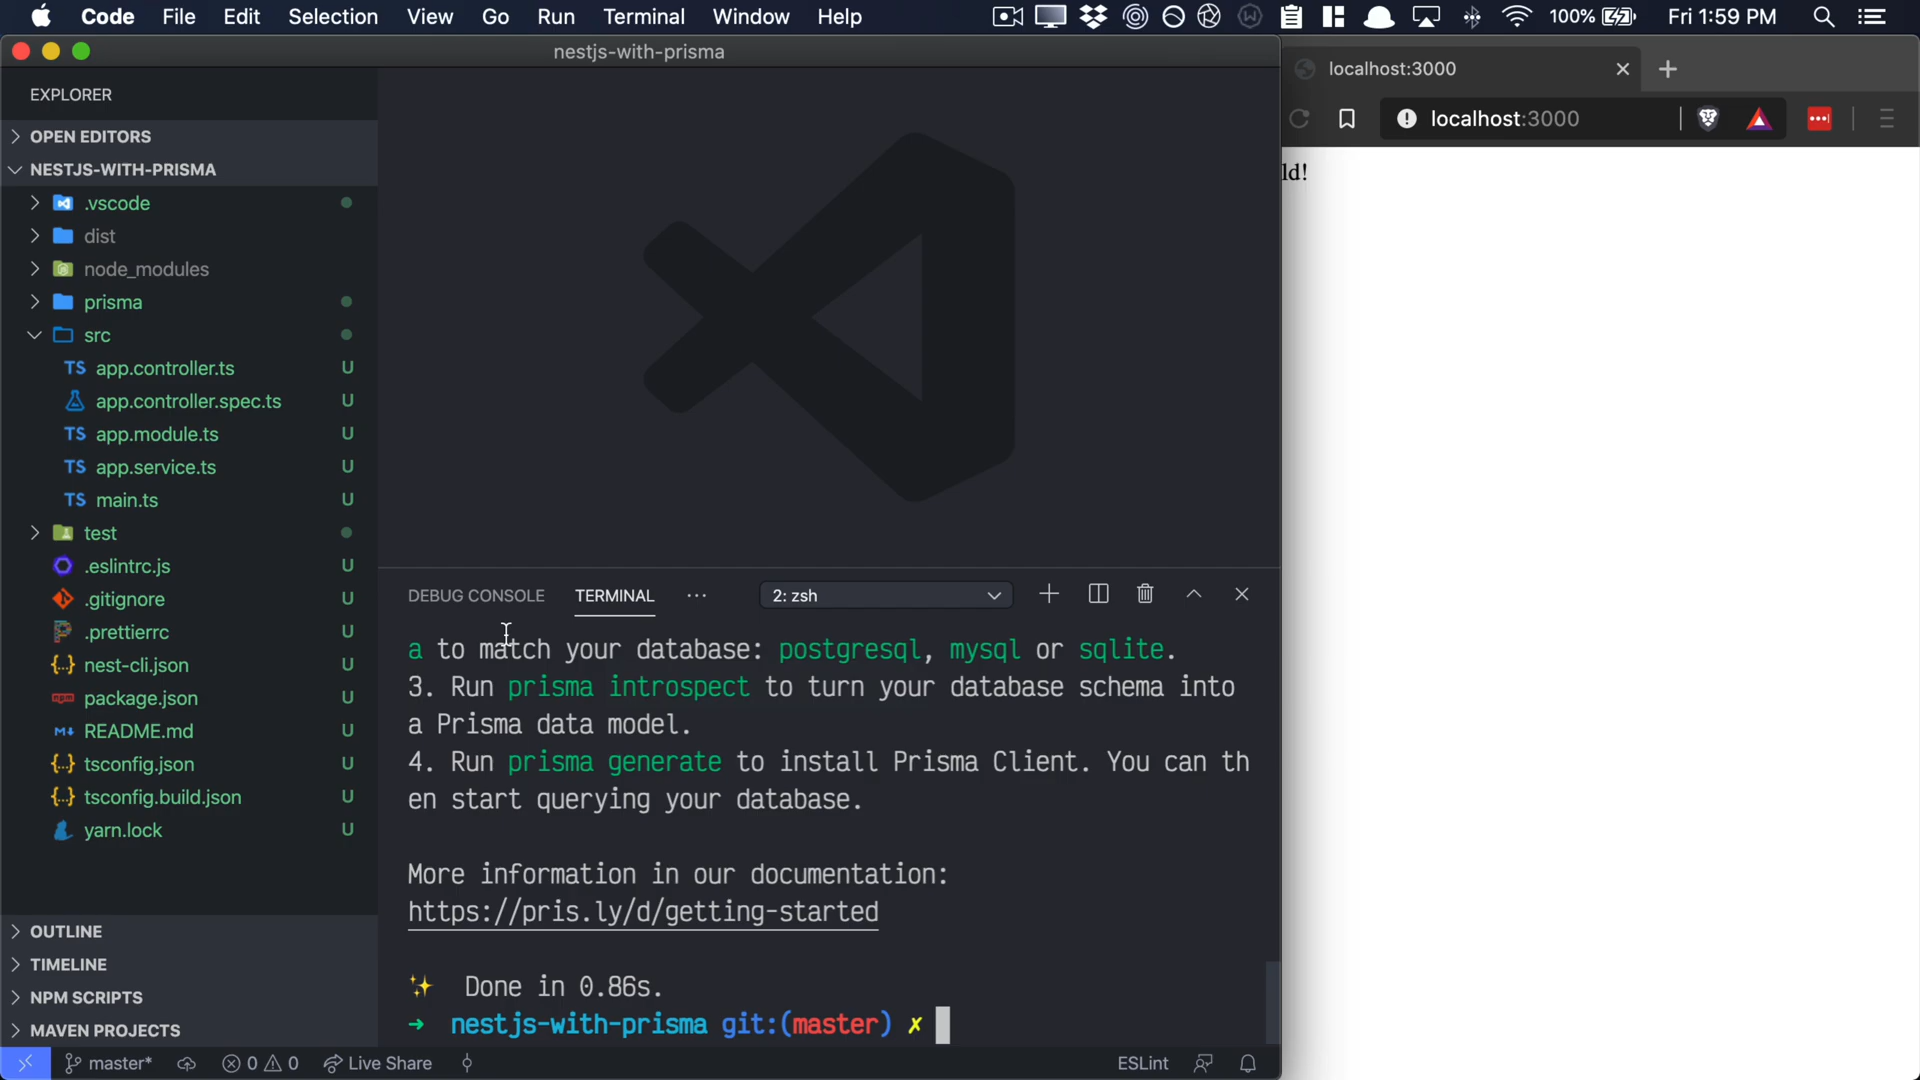 Code File Edit Selection View Go Run Terminal Window Help 100% Fri 1:59 PM
nestjs-with-prisma
localhost:3000
localhost:3000
ld!
EXPLORER
OPEN EDITORS
NESTJS-WITH-PRISMA
.vscode
dist
node_modules
prisma
src
TS app.controller.ts U
app.controller.spec.ts U
TS app.module.ts U
TS app.service.ts U
TS main.ts U
test
.eslintrc.js U
.gitignore U
.prettierrc U
{..} nest-cli.json U
package.json U
README.md U
{..} tsconfig.json U
{..} tsconfig.build.json U
yarn.lock U
OUTLINE
TIMELINE
NPM SCRIPTS
MAVEN PROJECTS
DEBUG CONSOLE TERMINAL ··· 2: zsh
a to match your database: postgresql, mysql or sqlite.
3. Run prisma introspect to turn your database schema into
a Prisma data model.
4. Run prisma generate to install Prisma Client. You can th
en start querying your database.
More information in our documentation:
https://pris.ly/d/getting-started
✨ Done in 0.86s.
→ nestjs-with-prisma git:(master) ✗
master* 0 0 Live Share ESLint